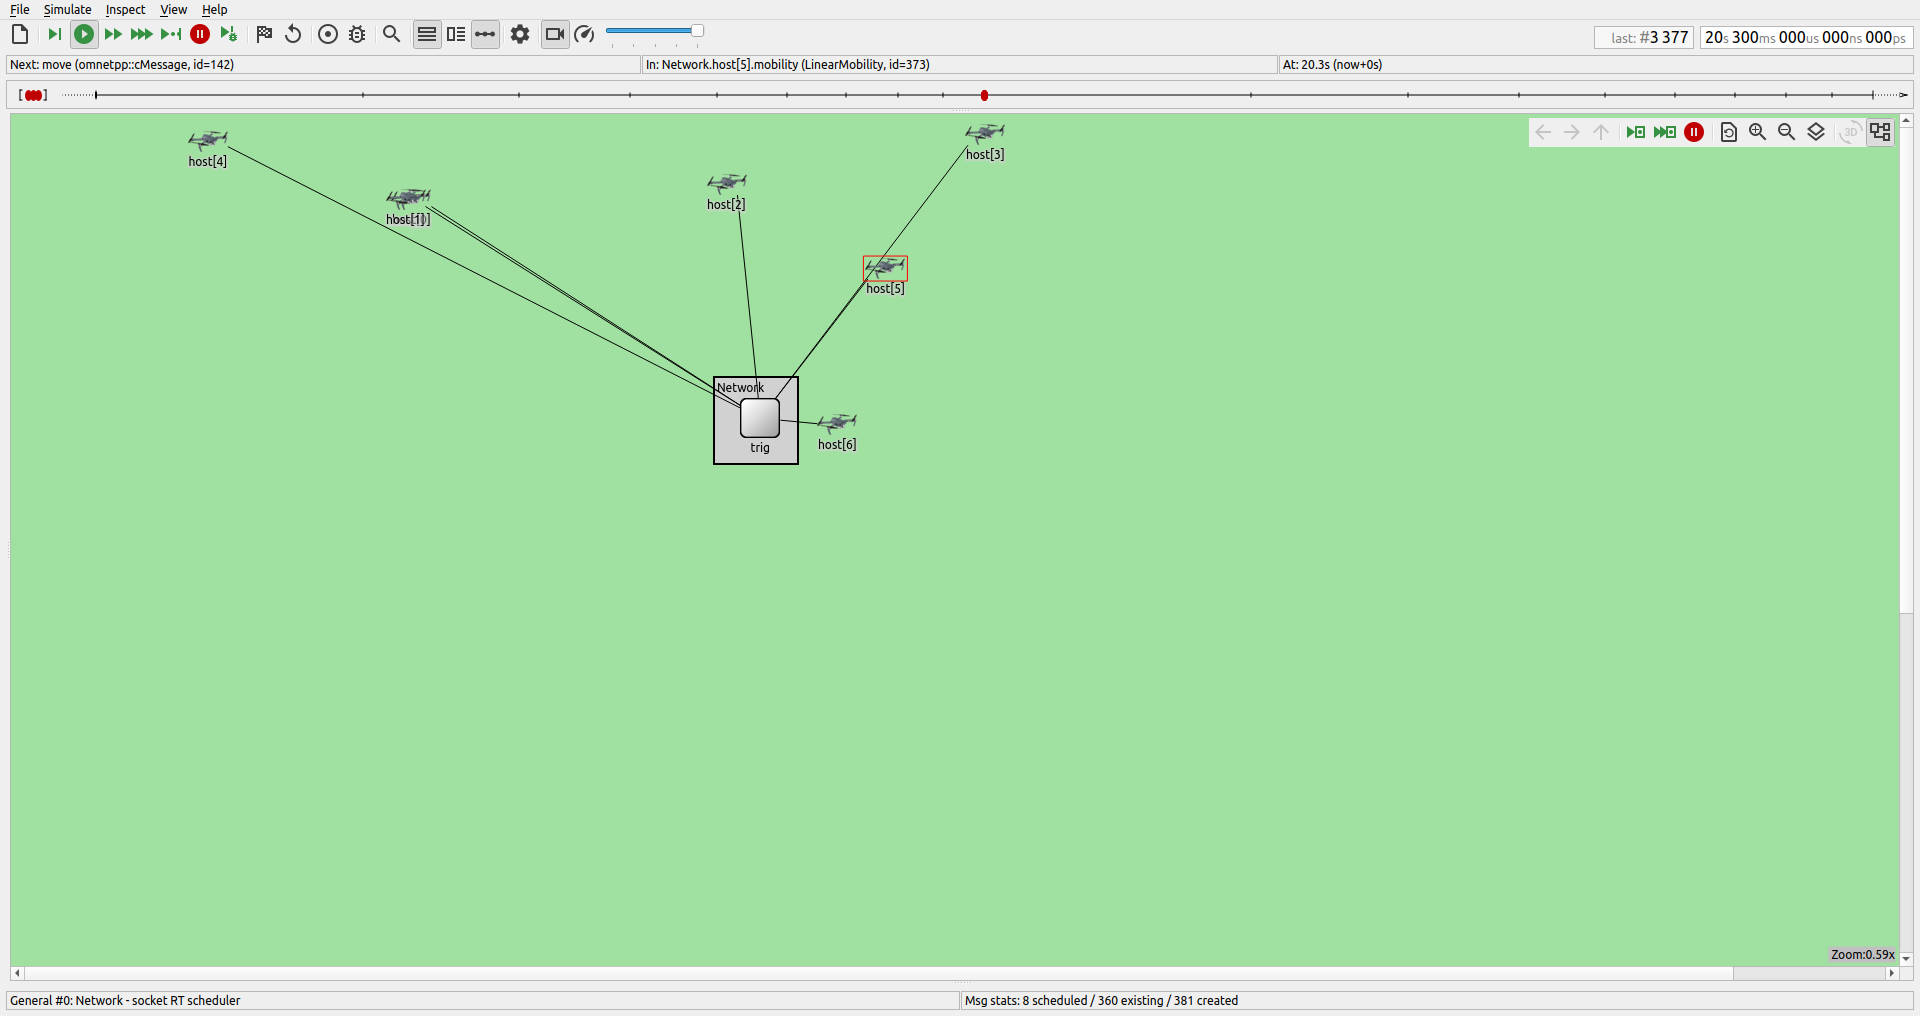 File Simulate Inspect View Help
last: #3 377
20s 300ms 000us 000ns 000ps
Next: move (omnetpp::cMessage, id=142)
In: Network.host[5].mobility (LinearMobility, id=373)
At: 20.3s (now+0s)
3D
host[4]
host[3]
host[1]
host[2]
host[5]
Network
trig
host[6]
Zoom:0.59x
General #0: Network - socket RT scheduler
Msg stats: 8 scheduled / 360 existing / 381 created